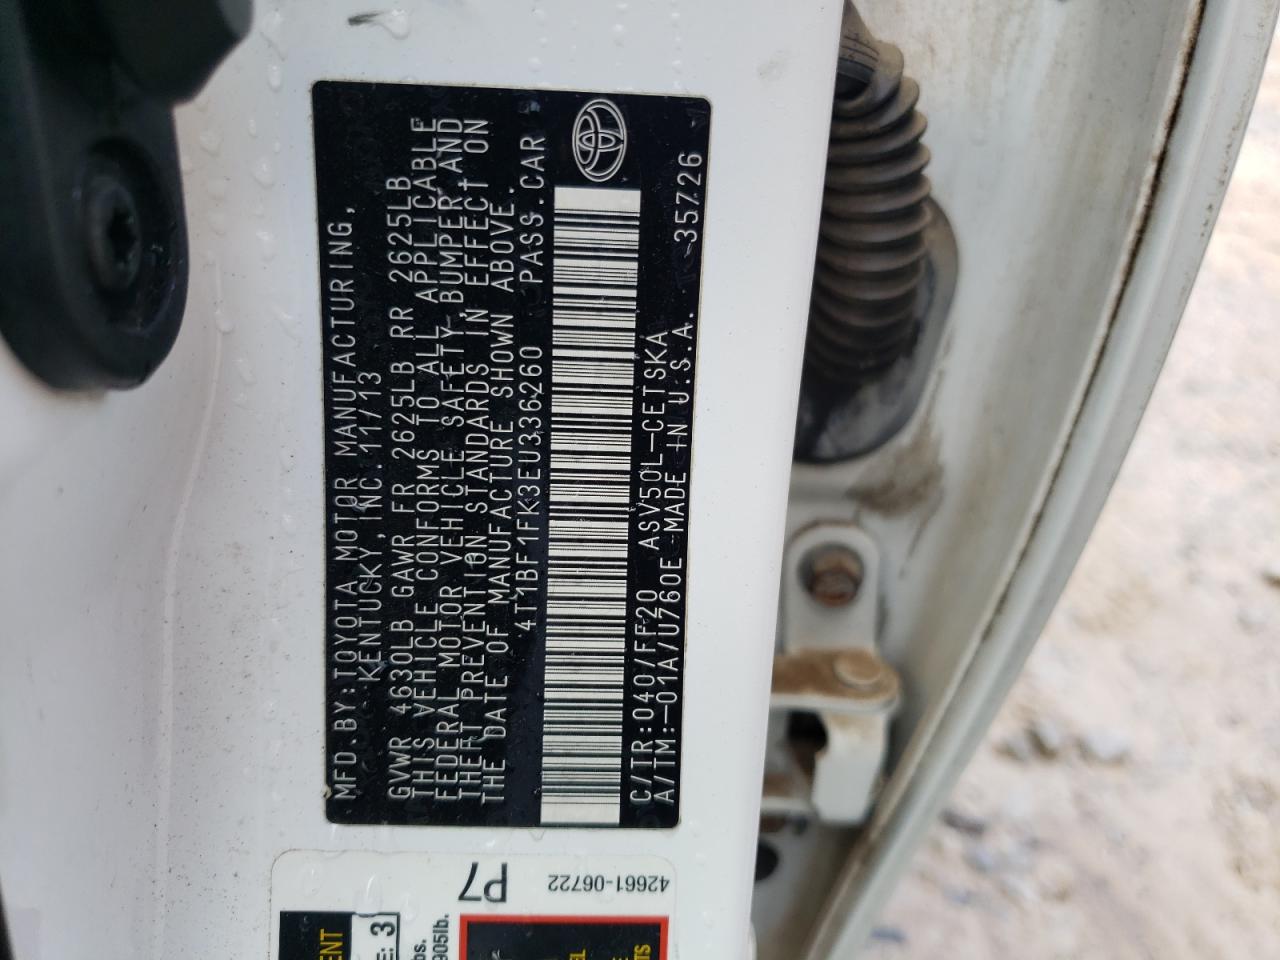 MFD.BY:TOYOTA MOTOR MANUFACTURING,
KENTUCKY,INC. 11/13
GVWR 4630LB GAWR FR 2625LB RR 2625LB
THIS VEHICLE CONFORMS TO ALL APPLICABLE
FEDERAL MOTOR VEHICLE SAFETY,BUMPER,AND
THEFT PREVENTION STANDARDS IN EFFECT ON
THE DATE OF MANUFACTURE SHOWN ABOVE.
4T1BF1FK3EU336260 PASS.CAR
C/TR:040/FF20 ASV50L-CETSKA
A/TM:-01A/U760E MADE IN U.S.A. 35726
P7
42661-06722
3
905lb.